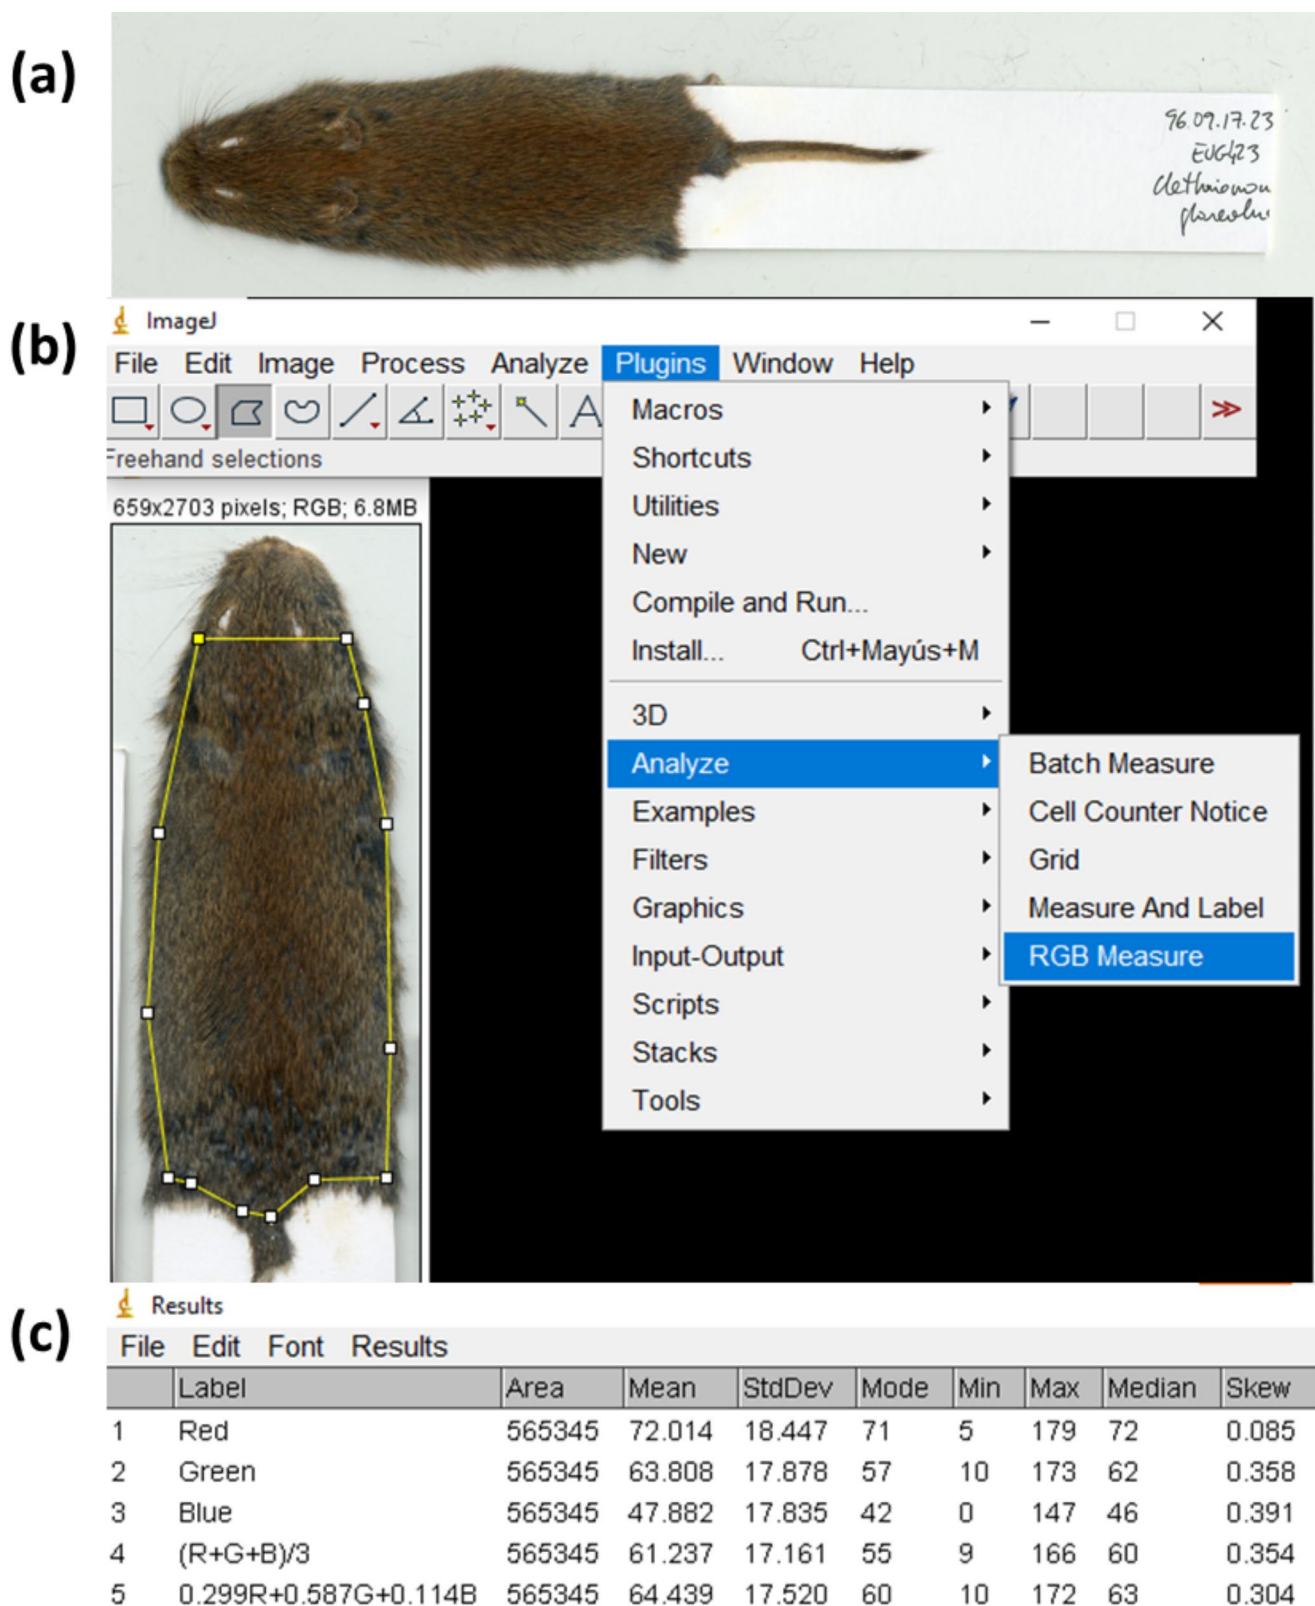 (a)
96.09.17.23
EUG423
Clethrionomys
glareolus
(b)
ImageJ
File Edit Image Process Analyze Plugins Window Help
Freehand selections
659x2703 pixels; RGB; 6.8MB
Macros
Shortcuts
Utilities
New
Compile and Run...
Install... Ctrl+Mayús+M
3D
Analyze
Examples
Filters
Graphics
Input-Output
Scripts
Stacks
Tools
Batch Measure
Cell Counter Notice
Grid
Measure And Label
RGB Measure
(c)
Results
File Edit Font Results
Label Area Mean StdDev Mode Min Max Median Skew
1 Red 565345 72.014 18.447 71 5 179 72 0.085
2 Green 565345 63.808 17.878 57 10 173 62 0.358
3 Blue 565345 47.882 17.835 42 0 147 46 0.391
4 (R+G+B)/3 565345 61.237 17.161 55 9 166 60 0.354
5 0.299R+0.587G+0.114B 565345 64.439 17.520 60 10 172 63 0.304